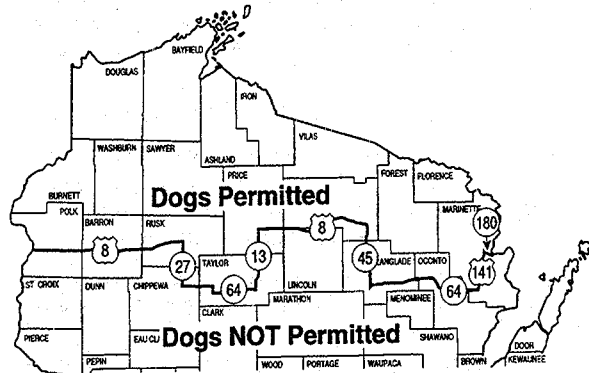 BAYFIELD
DOUGLAS
IRON
VILAS
WASHBURN
SAWYER
ASHLAND
PRICE
FOREST
FLORENCE
Dogs Permitted
BURNETT
POLK
BARRON
RUSK
MARINETTE
180
8
8
13
27
TAYLOR
45
LANGLADE
OCONTO
141
ST CROIX
DUNN
CHIPPEWA
64
LINCOLN
64
MARATHON
MENOMINEE
CLARK
Dogs NOT Permitted
PIERCE
EAU CL
SHAWANO
DOOR
PEPIN
WOOD
PORTAGE
WAUPACA
BROWN
KEWAUNEE